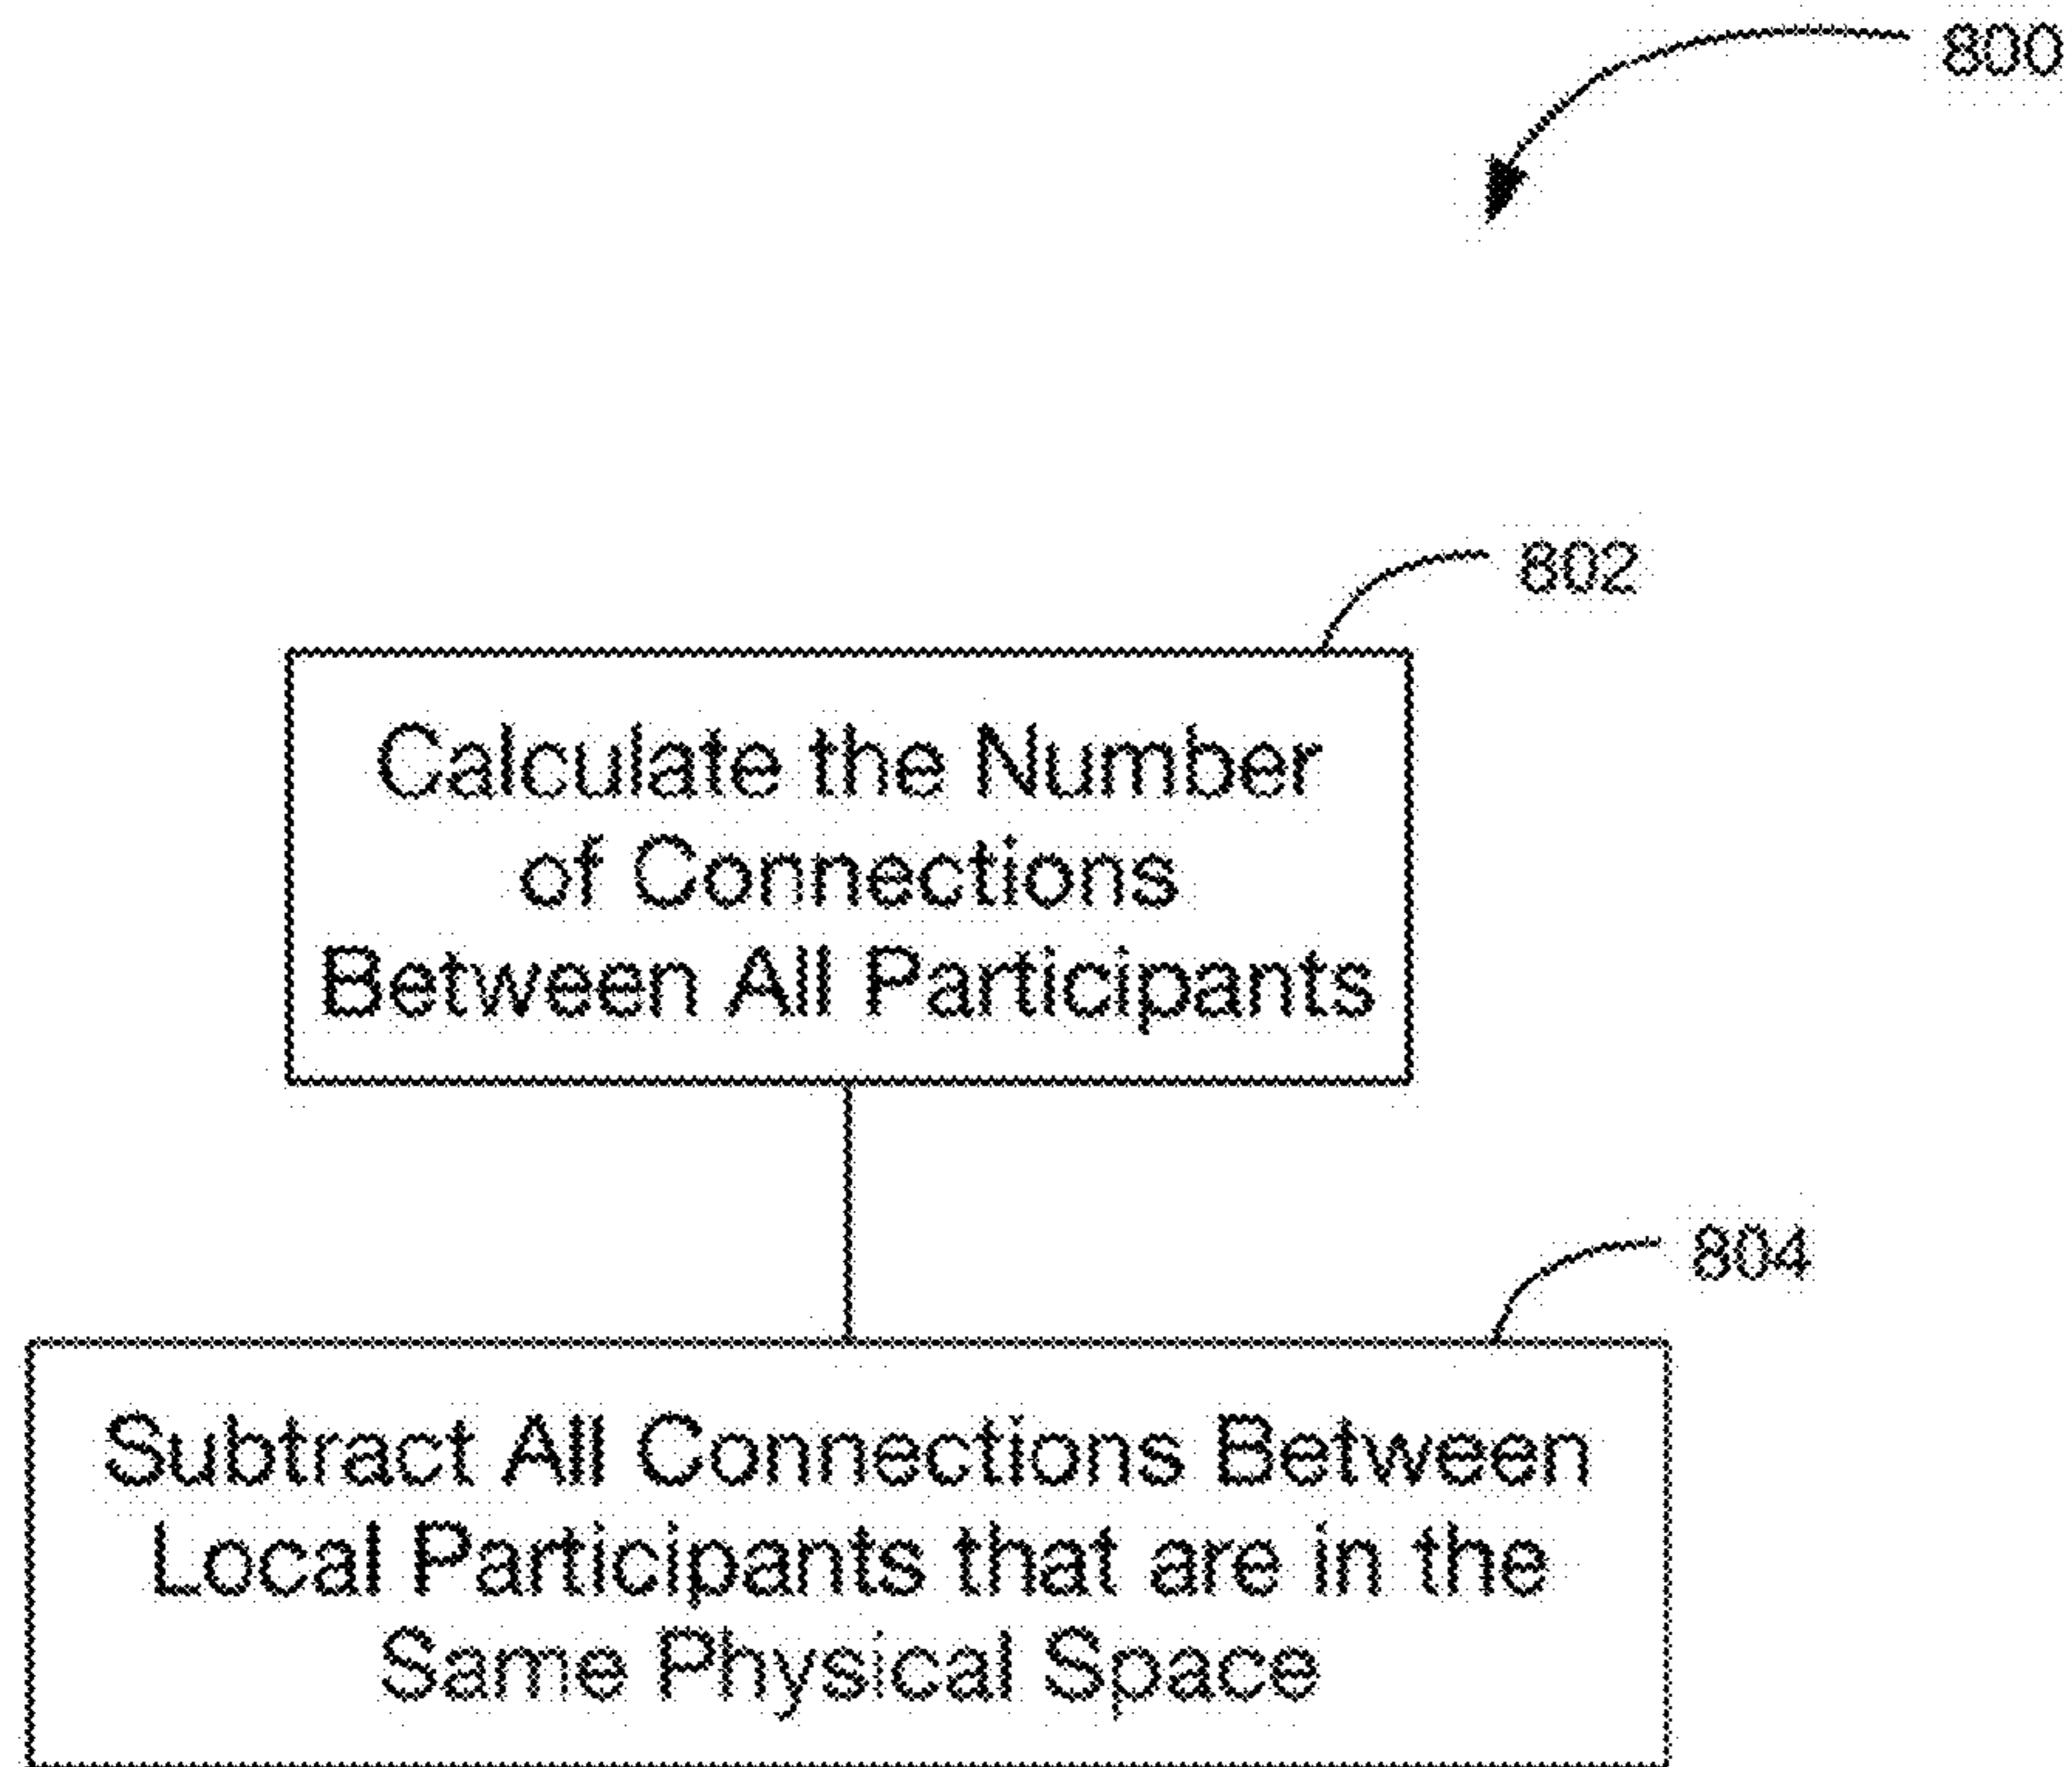 800
802
Calculate the Number
of Connections
Between All Participants
804
Subtract All Connections Between
Local Participants that are in the
Same Physical Space